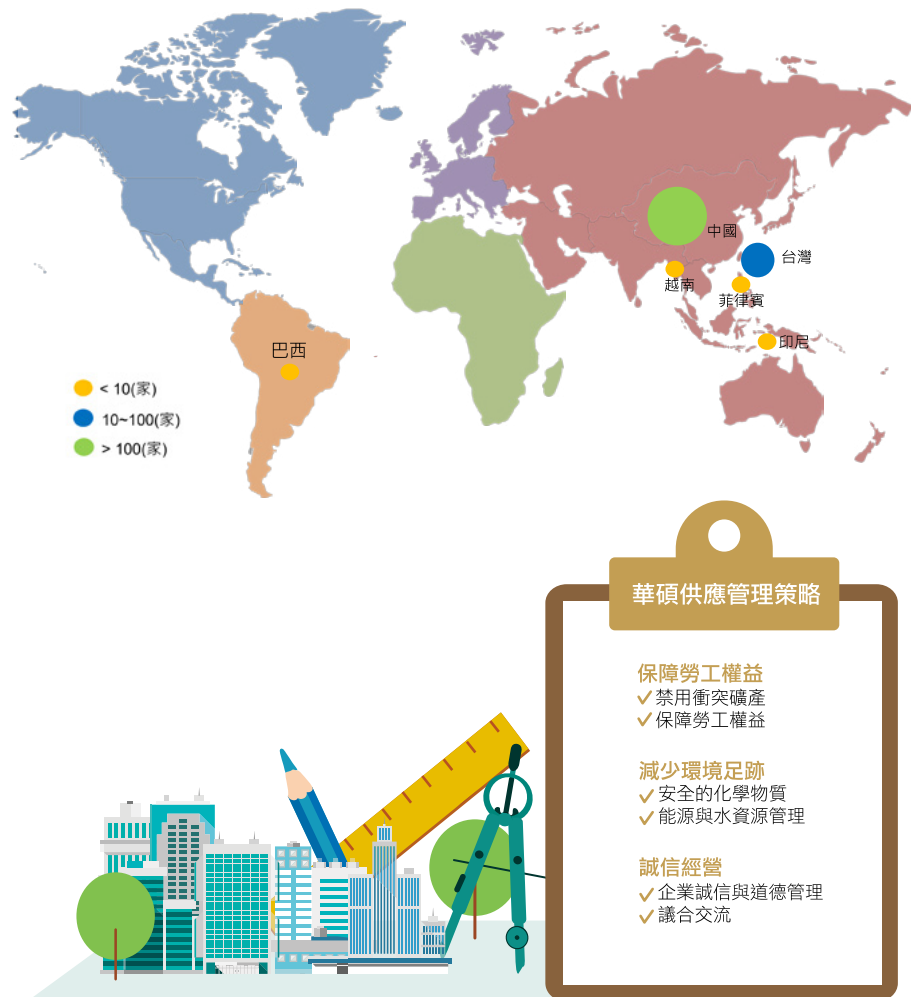 中國
台灣
越南
菲律賓
印尼
巴西
< 10(家)
10~100(家)
> 100(家)
華碩供應管理策略
保障勞工權益
禁用衝突礦產
保障勞工權益
減少環境足跡
安全的化學物質
能源與水資源管理
誠信經營
企業誠信與道德管理
議合交流